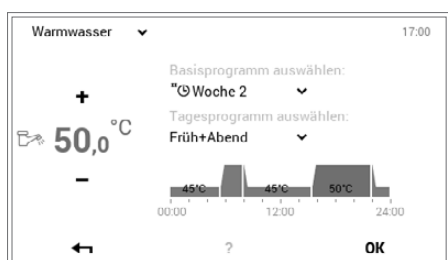 Warmwasser
17:00
Basisprogramm auswählen:
Woche 2
Tagesprogramm auswählen:
Früh+Abend
+
50,0 °C
−
45°C 45°C 50°C
00:00 12:00 24:00
? OK